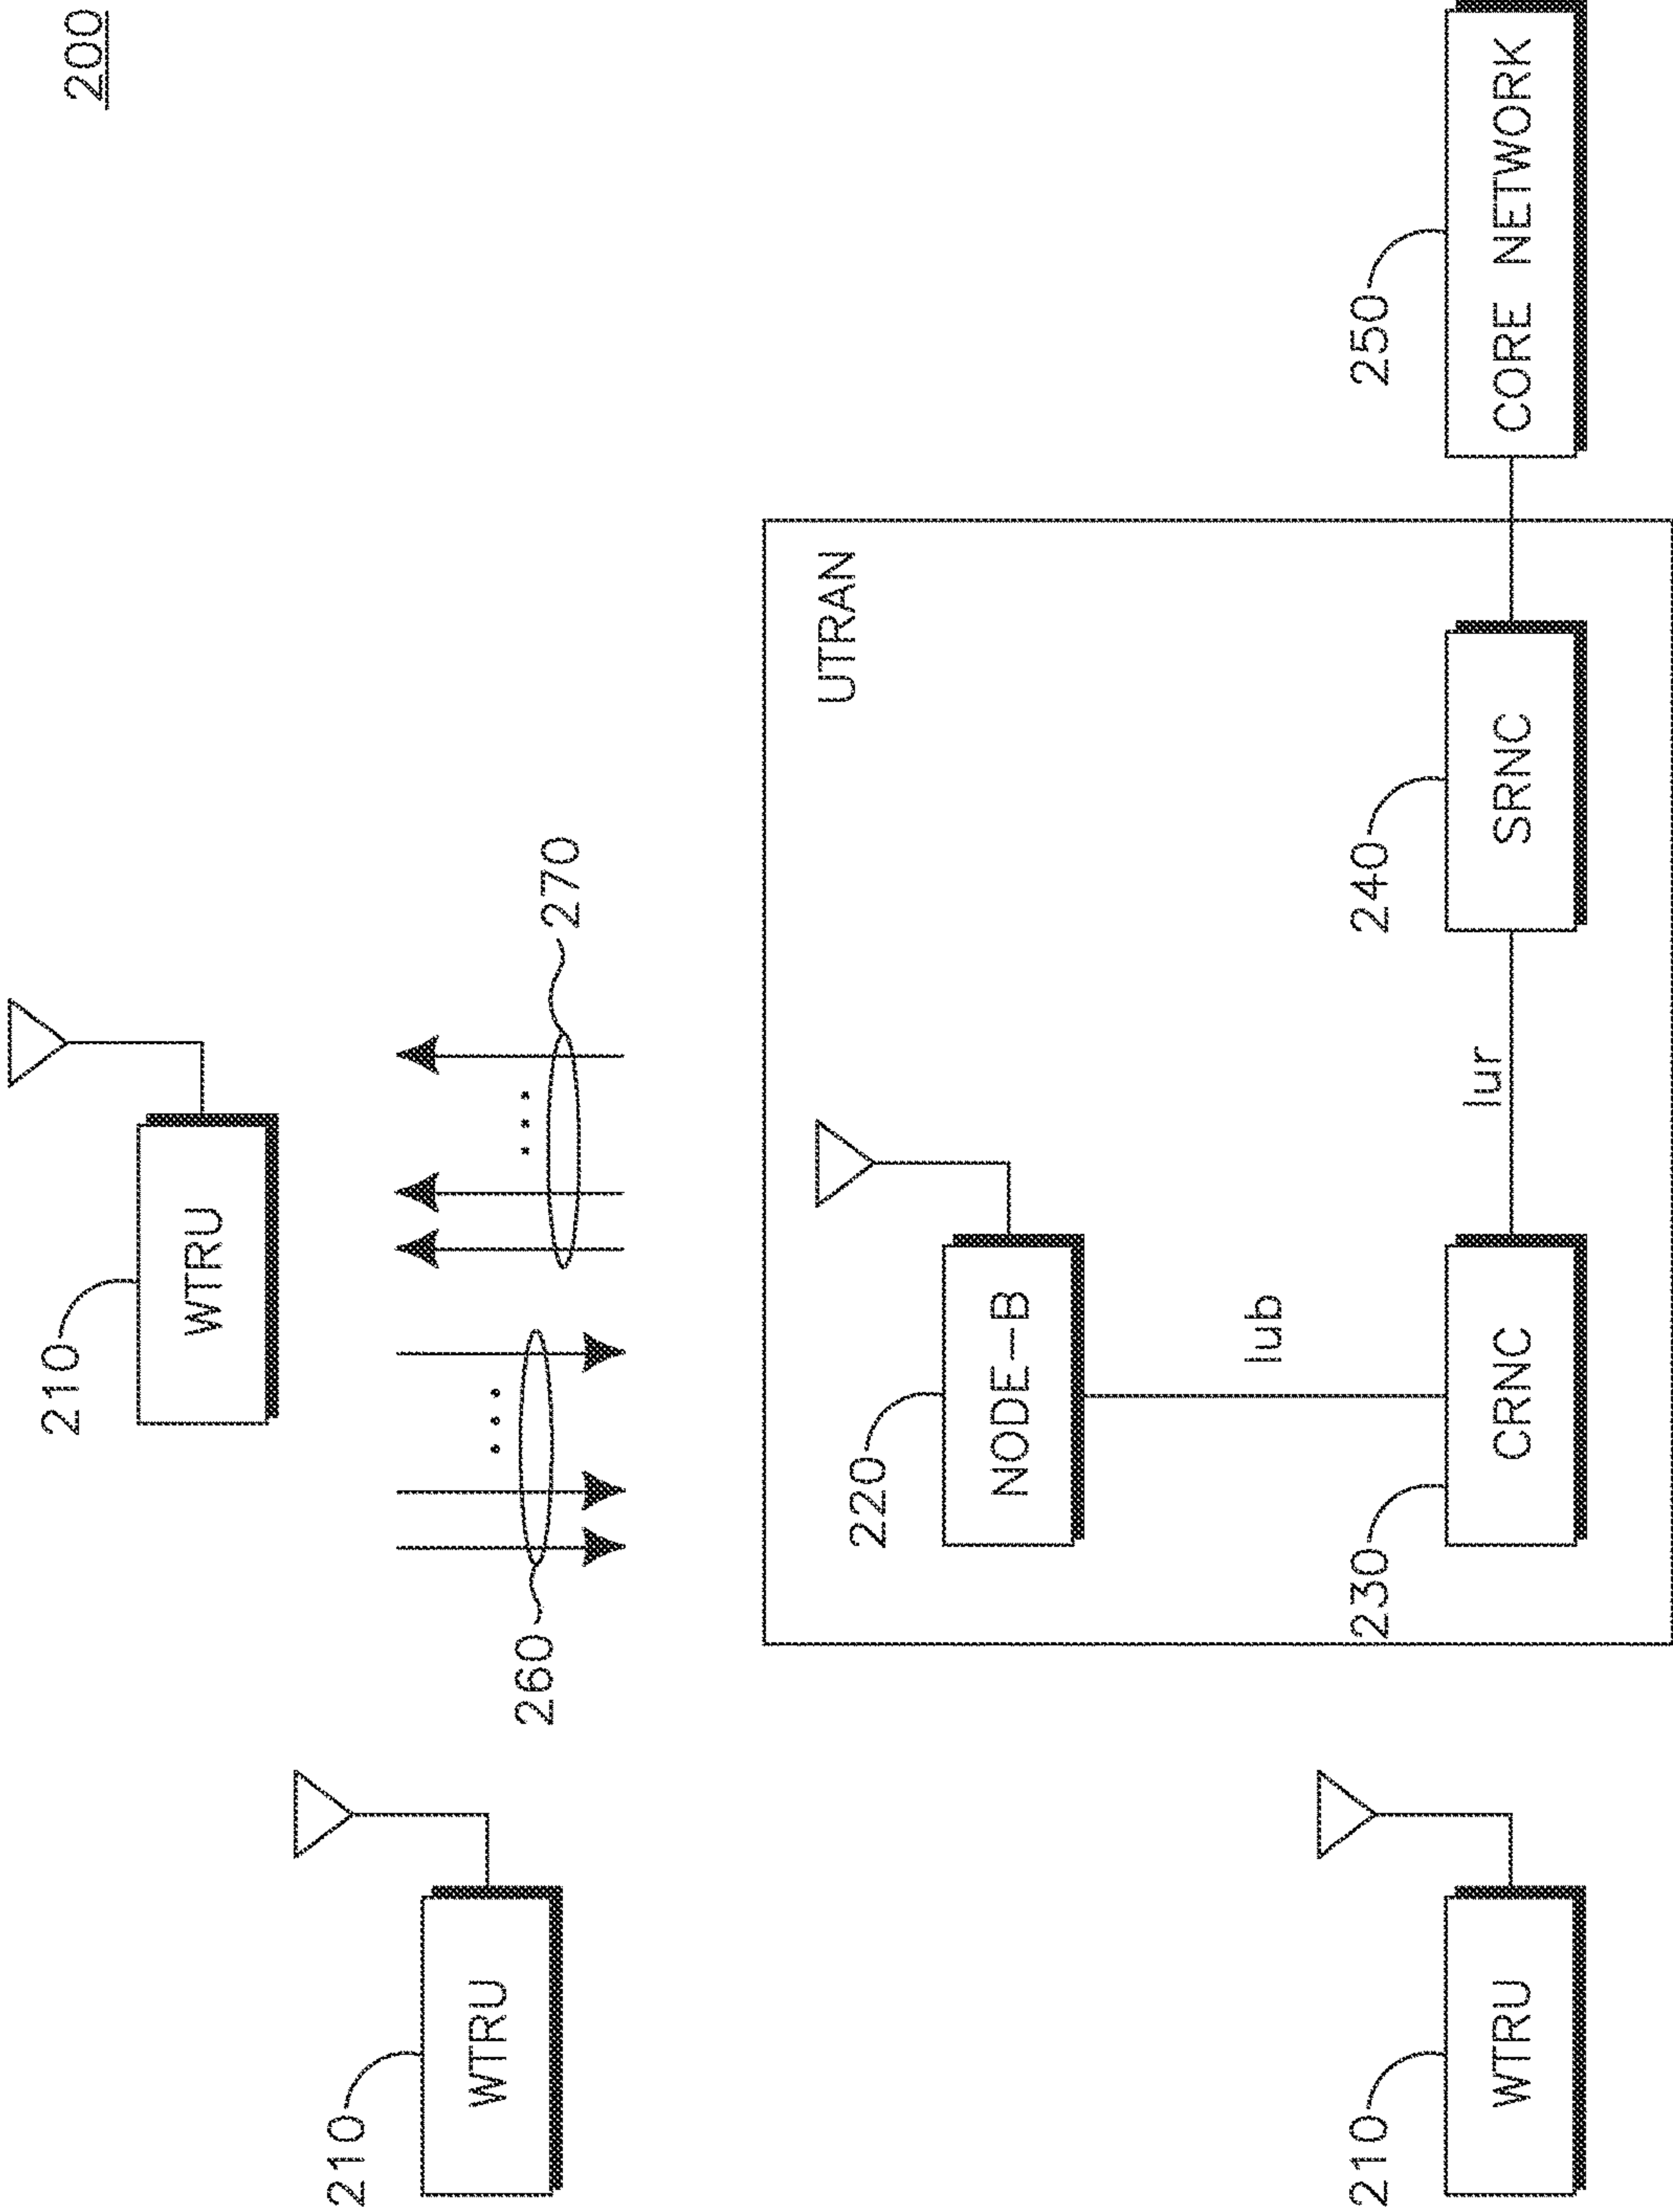 200
210
WTRU
210
WTRU
260
270
UTRAN
220
NODE-B
Iub
210
230
240
250
Iur
WTRU
CRNC
SRNC
CORE NETWORK